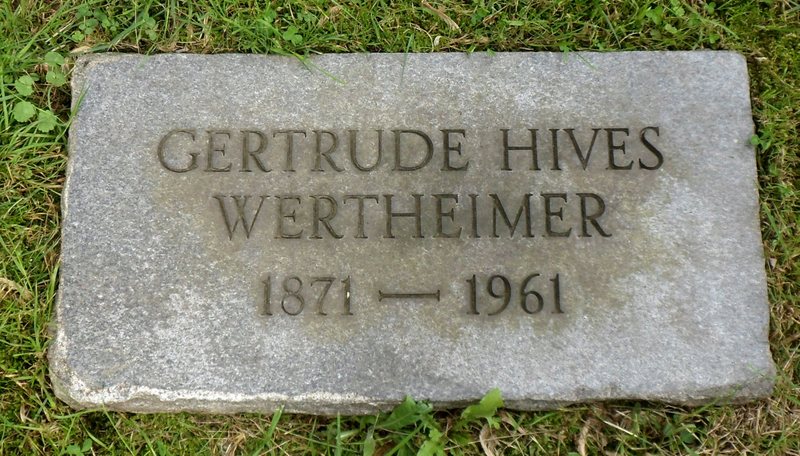 GERTRUDE HIVES
WERTHEIMER
1871 — 1961